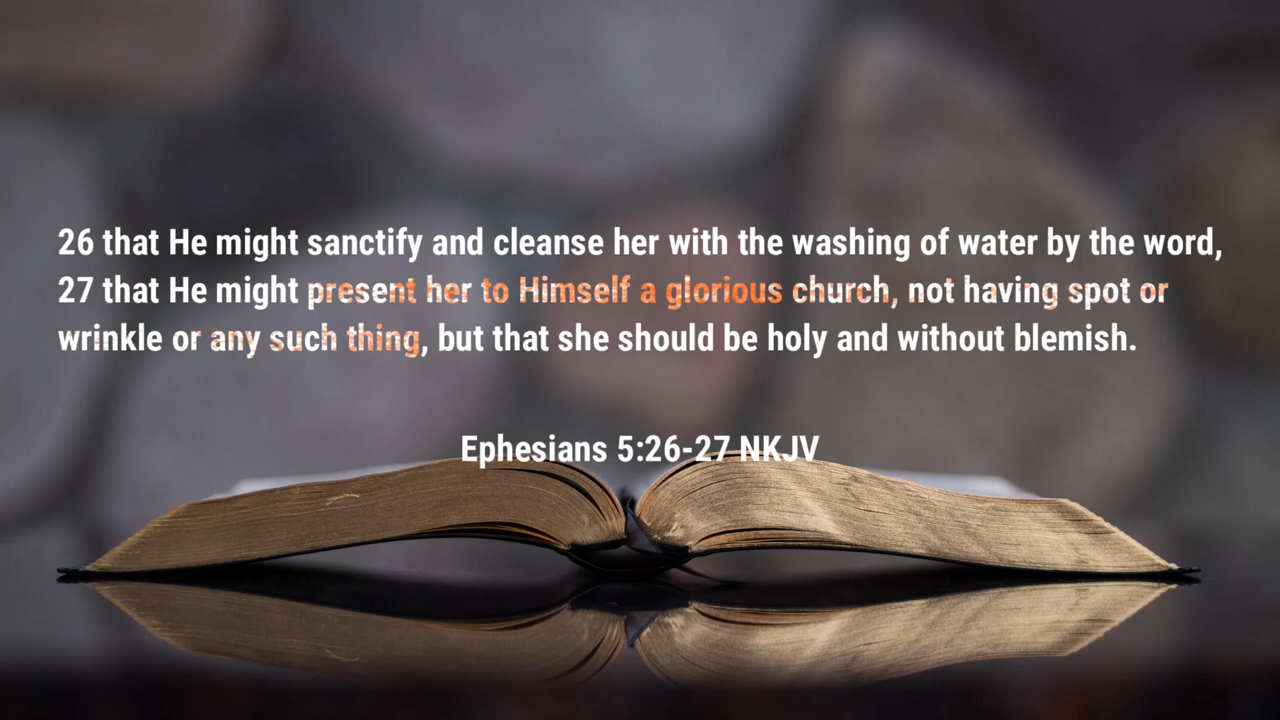 26 that He might sanctify and cleanse her with the washing of water by the word,
27 that He might present her to Himself a glorious church, not having spot or
wrinkle or any such thing, but that she should be holy and without blemish.
Ephesians 5:26-27 NKJV